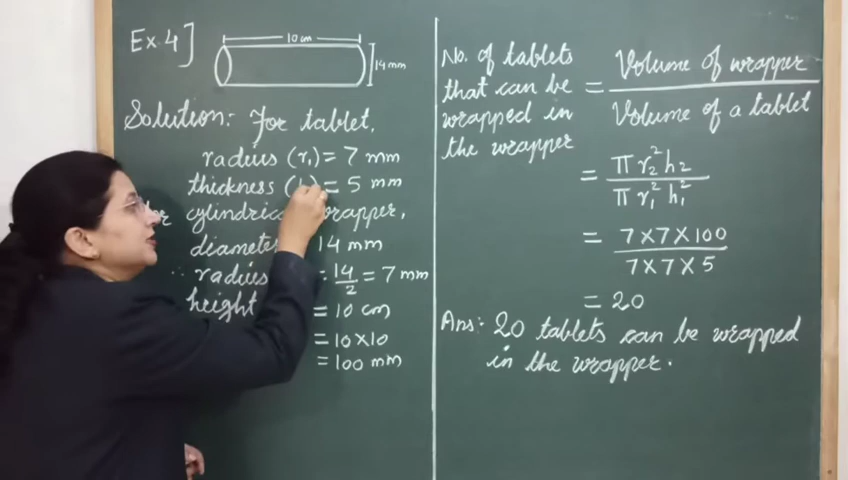 Ex. 4]
10 cm
14 mm
Solution: For tablet,
radius (r₁) = 7 mm
thickness ( ) = 5 mm
cylindrical wrapper,
diameter 14 mm
∴ radius = 14/2 = 7 mm
height = 10 cm
= 10 × 10
= 100 mm
No. of tablets that can be wrapped in the wrapper = Volume of wrapper / Volume of a tablet
= π r₂² h₂ / π r₁² h₁²
= 7 × 7 × 100 / 7 × 7 × 5
= 20
Ans:- 20 tablets can be wrapped
in the wrapper.